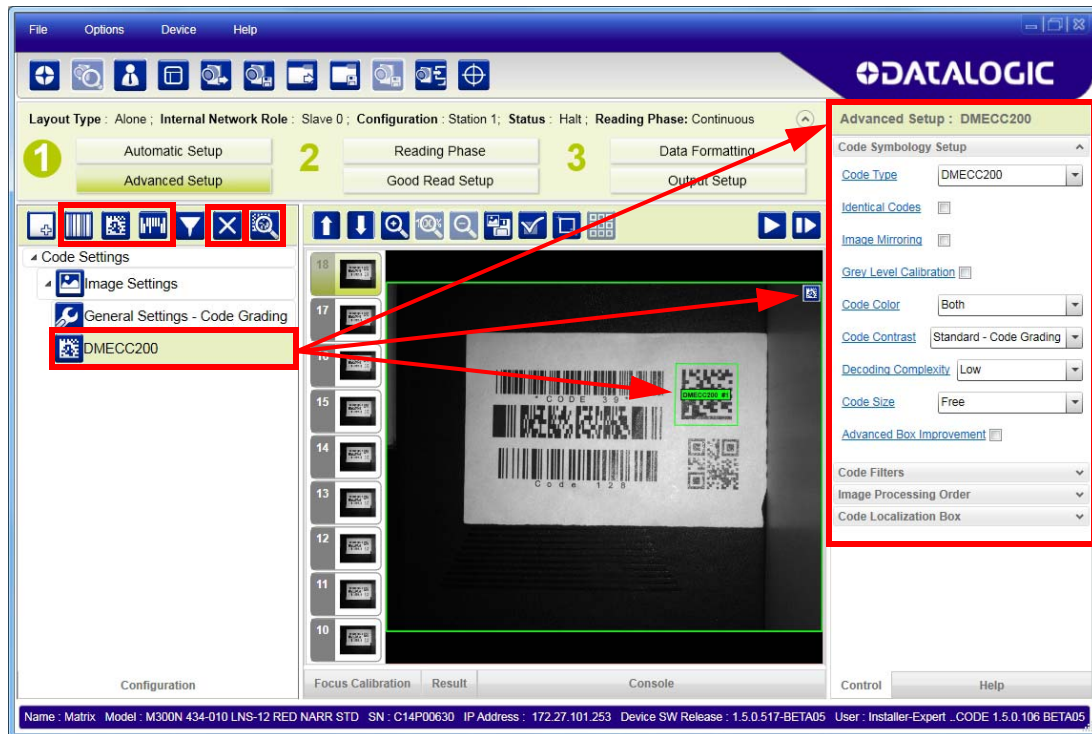 File Options Device Help
DATALOGIC
Layout Type : Alone ; Internal Network Role : Slave 0 ; Configuration : Station 1; Status : Halt ; Reading Phase: Continuous
1 Automatic Setup 2 Reading Phase 3 Data Formatting
Advanced Setup Good Read Setup Output Setup
Code Settings
Image Settings
General Settings - Code Grading
DMECC200
Configuration
18
17
16
15
14
13
12
11
10
* CODE 39 *
DMECC200 #1
Code 128
Focus Calibration Result Console
Advanced Setup : DMECC200
Code Symbology Setup
Code Type DMECC200
Identical Codes
Image Mirroring
Grey Level Calibration
Code Color Both
Code Contrast Standard - Code Grading
Decoding Complexity Low
Code Size Free
Advanced Box Improvement
Code Filters
Image Processing Order
Code Localization Box
Control Help
Name : Matrix Model : M300N 434-010 LNS-12 RED NARR STD SN : C14P00630 IP Address : 172.27.101.253 Device SW Release : 1.5.0.517-BETA05 User : Installer-Expert ..CODE 1.5.0.106 BETA05